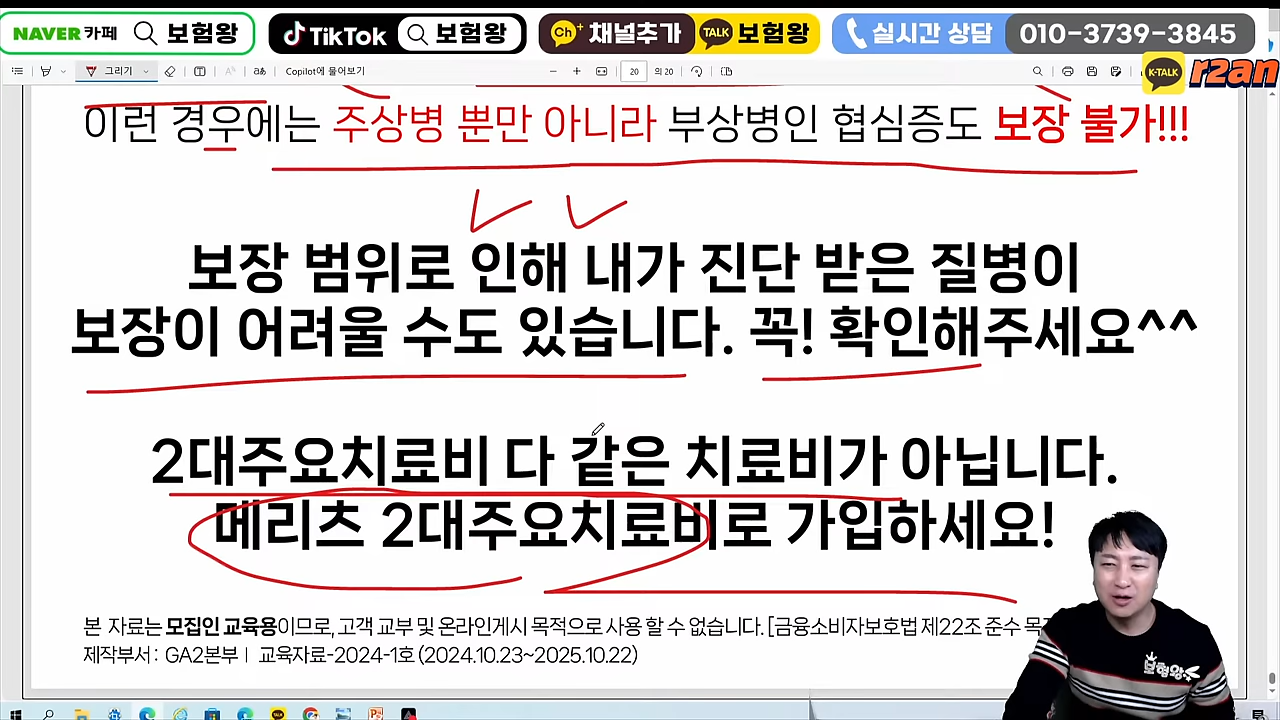 NAVER 카페 보험왕 TikTok 보험왕 Ch+ 채널추가 TALK 보험왕 실시간 상담 010-3739-3845
그리기 Copilot에 물어보기 20 의 20 K-TALK r2an
이런 경우에는 주상병 뿐만 아니라 부상병인 협심증도 보장 불가!!!
보장 범위로 인해 내가 진단 받은 질병이
보장이 어려울 수도 있습니다. 꼭! 확인해주세요^^
2대주요치료비 다 같은 치료비가 아닙니다.
메리츠 2대주요치료비로 가입하세요!
본 자료는 모집인 교육용이므로, 고객 교부 및 온라인게시 목적으로 사용 할 수 없습니다. [금융소비자보호법 제22조 준수 목
제작부서 : GA2본부ㅣ 교육자료-2024-1호 (2024.10.23~2025.10.22)
보험왕